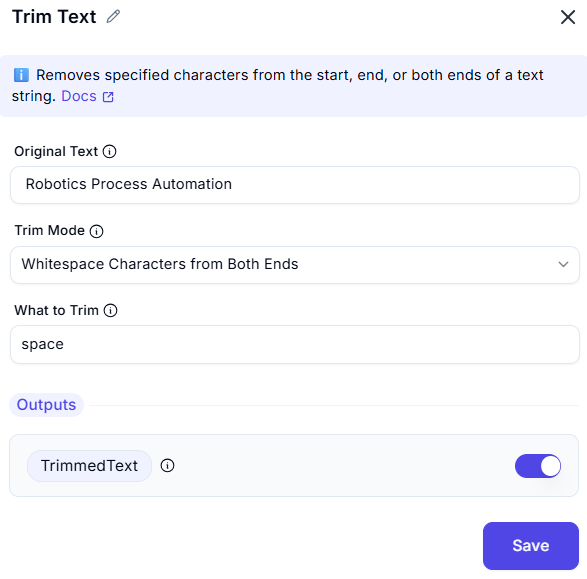 Trim Text
Removes specified characters from the start, end, or both ends of a text
string. Docs
Original Text
Robotics Process Automation
Trim Mode
Whitespace Characters from Both Ends
What to Trim
space
Outputs
TrimmedText
Save